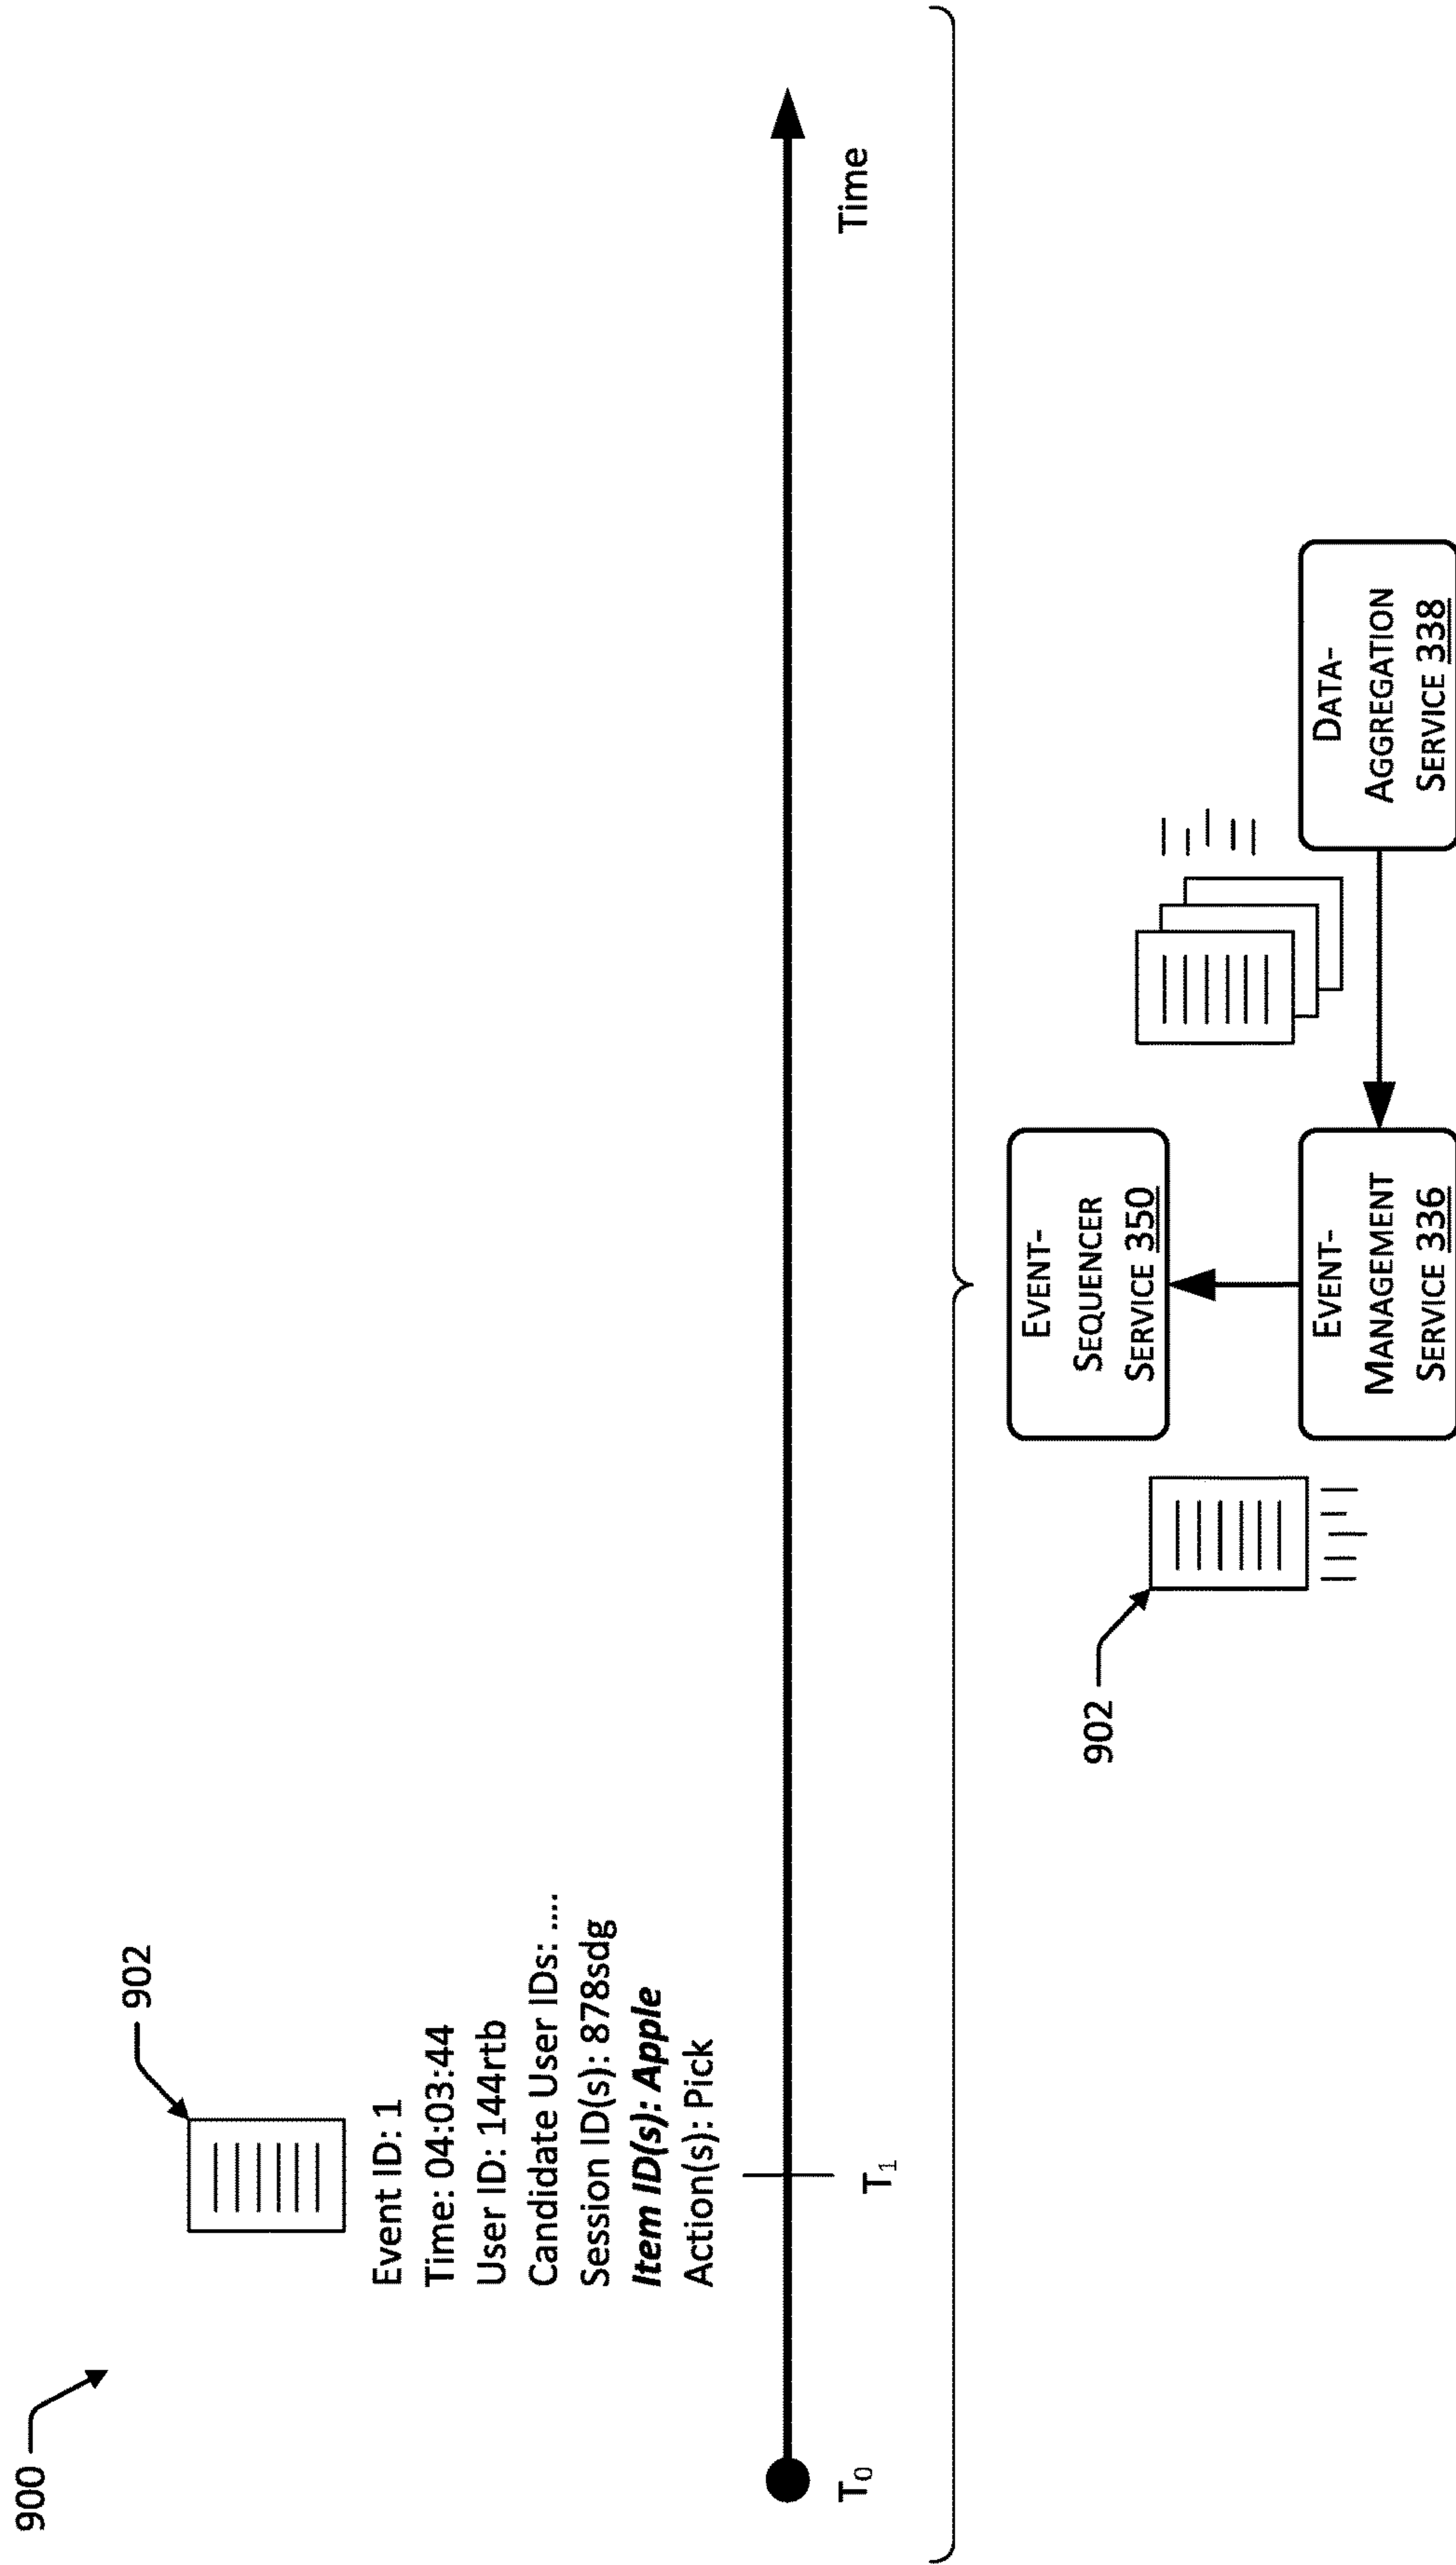 900
902
Event ID: 1
Time: 04:03:44
User ID: 144rtb
Candidate User IDs: ....
Session ID(s): 878sdg
Item ID(s): Apple
Action(s): Pick
T0
T1
Time
EVENT-
SEQUENCER
SERVICE 350
902
EVENT-
MANAGEMENT
SERVICE 336
DATA-
AGGREGATION
SERVICE 338